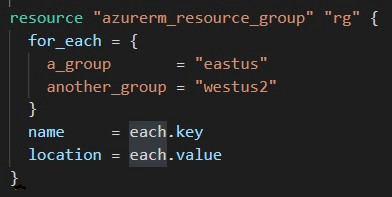 resource "azurerm_resource_group" "rg" {
  for_each = {
    a_group       = "eastus"
    another_group = "westus2"
  }
  name     = each.key
  location = each.value
}